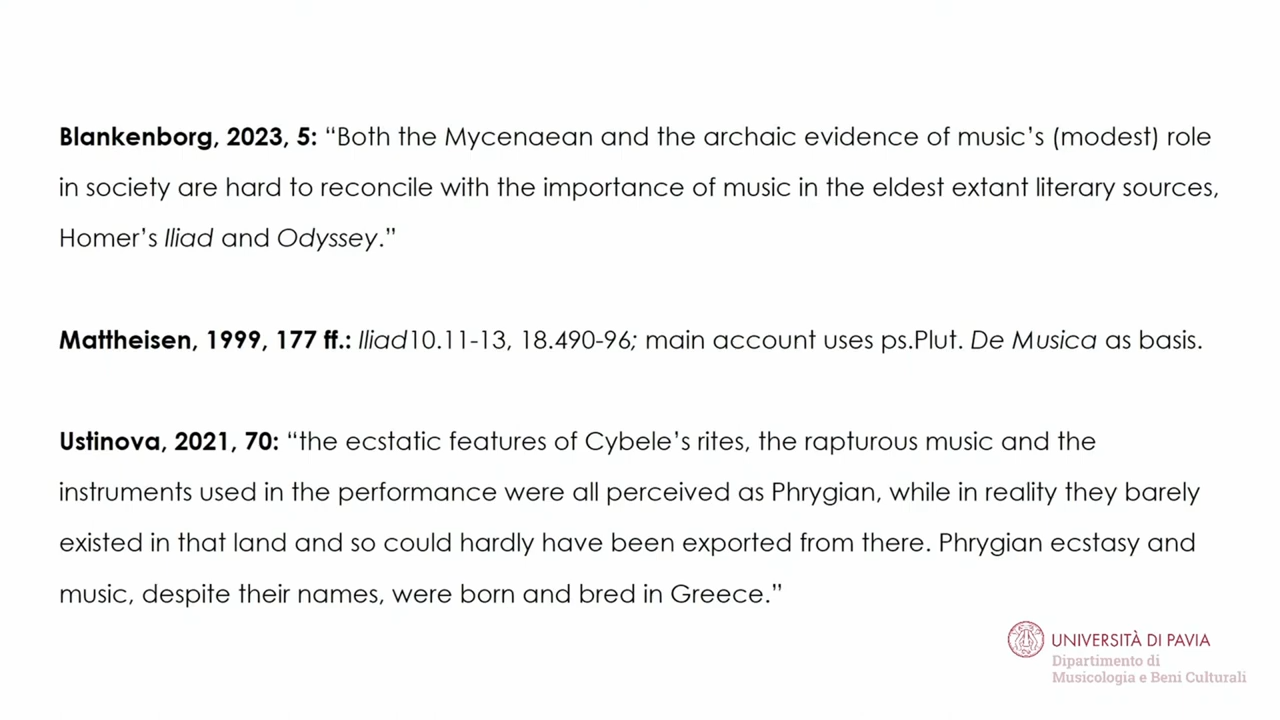 Blankenborg, 2023, 5: “Both the Mycenaean and the archaic evidence of music’s (modest) role
in society are hard to reconcile with the importance of music in the eldest extant literary sources,
Homer’s Iliad and Odyssey.”
Mattheisen, 1999, 177 ff.: Iliad10.11-13, 18.490-96; main account uses ps.Plut. De Musica as basis.
Ustinova, 2021, 70: “the ecstatic features of Cybele’s rites, the rapturous music and the
instruments used in the performance were all perceived as Phrygian, while in reality they barely
existed in that land and so could hardly have been exported from there. Phrygian ecstasy and
music, despite their names, were born and bred in Greece.”
UNIVERSITÀ DI PAVIA
Dipartimento di
Musicologia e Beni Culturali